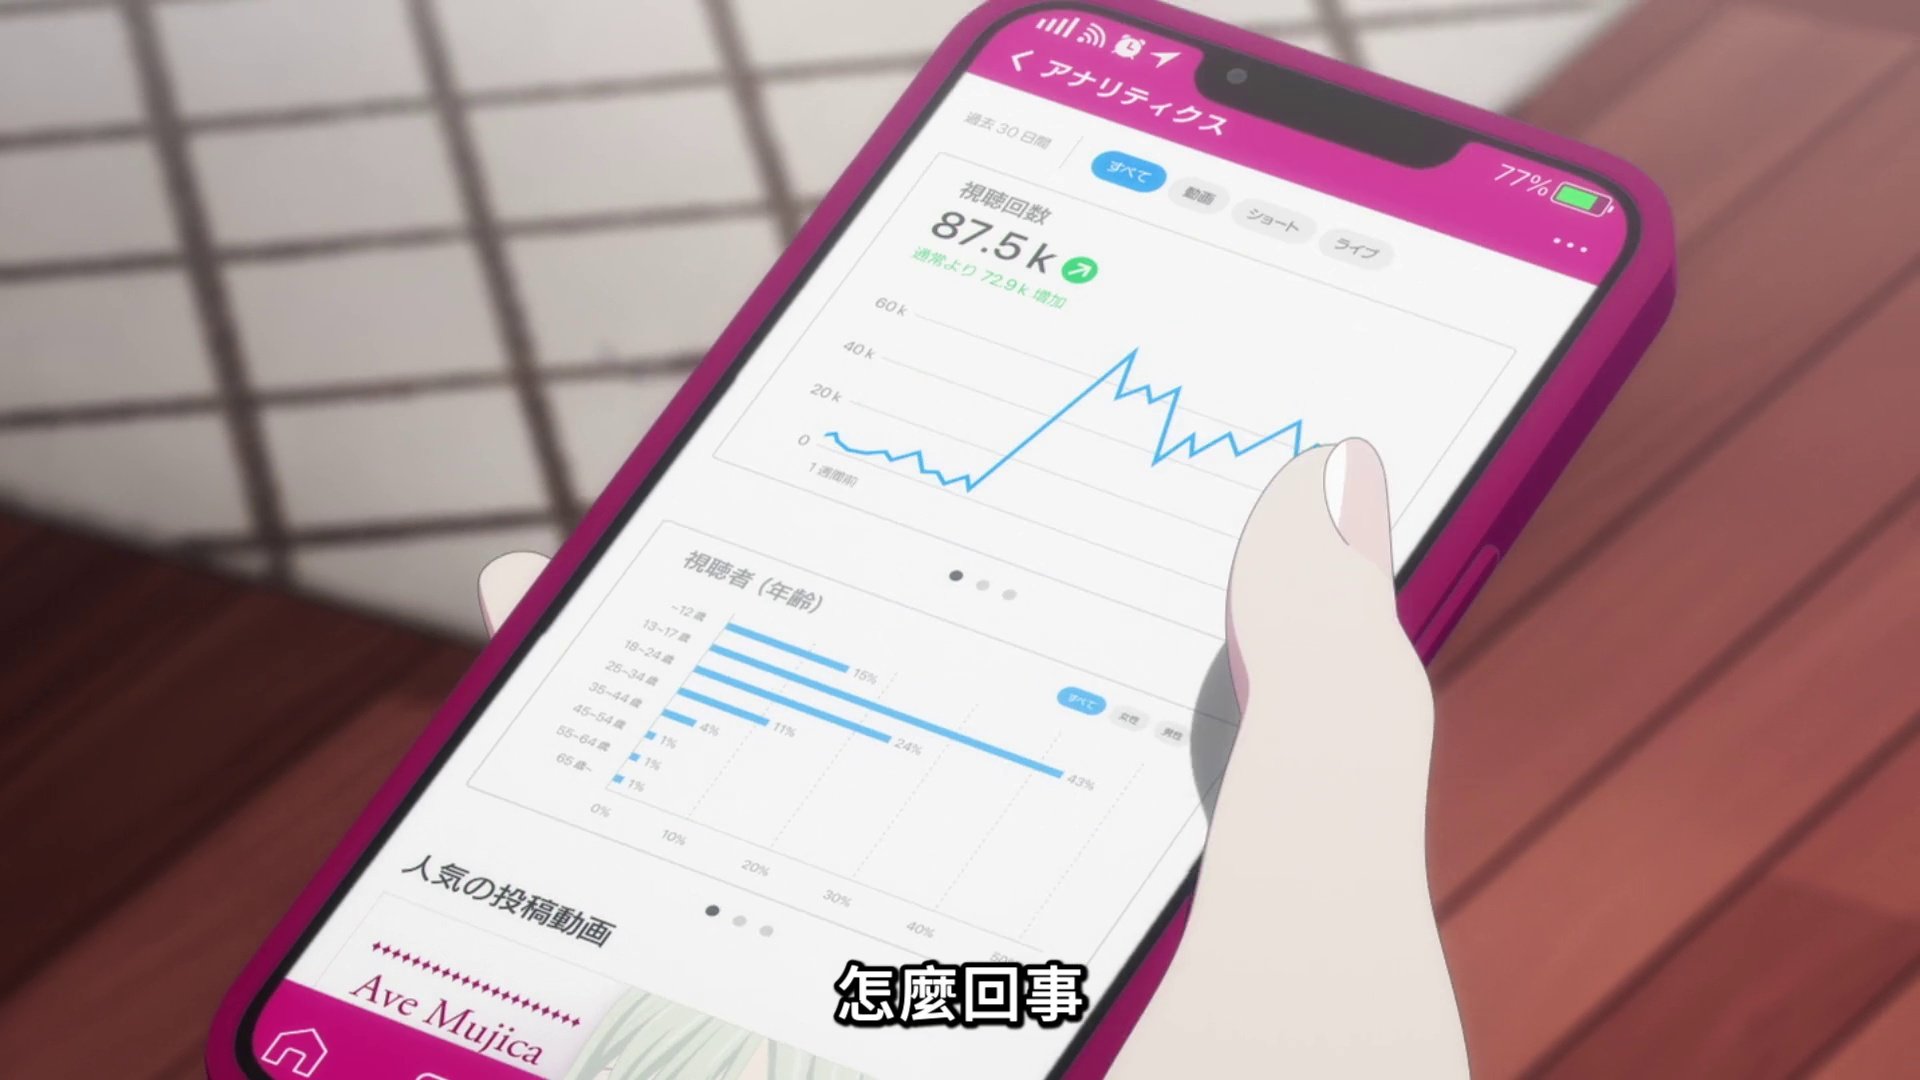 アナリティクス
77%
過去 30 日間
すべて
動画
ショート
ライブ
視聴回数
87.5 k
通常より 72.9 k 増加
60 k
40 k
20 k
0
1 週間前
視聴者 (年齢)
すべて
女性
男性
~12 歳
13~17 歳
15%
18~24 歳
43%
25~34 歳
24%
35~44 歳
11%
45~54 歳
4%
55~64 歳
1%
65 歳~
1%
1%
0%
10%
20%
30%
40%
50%
人気の投稿動画
Ave Mujica
怎麼回事